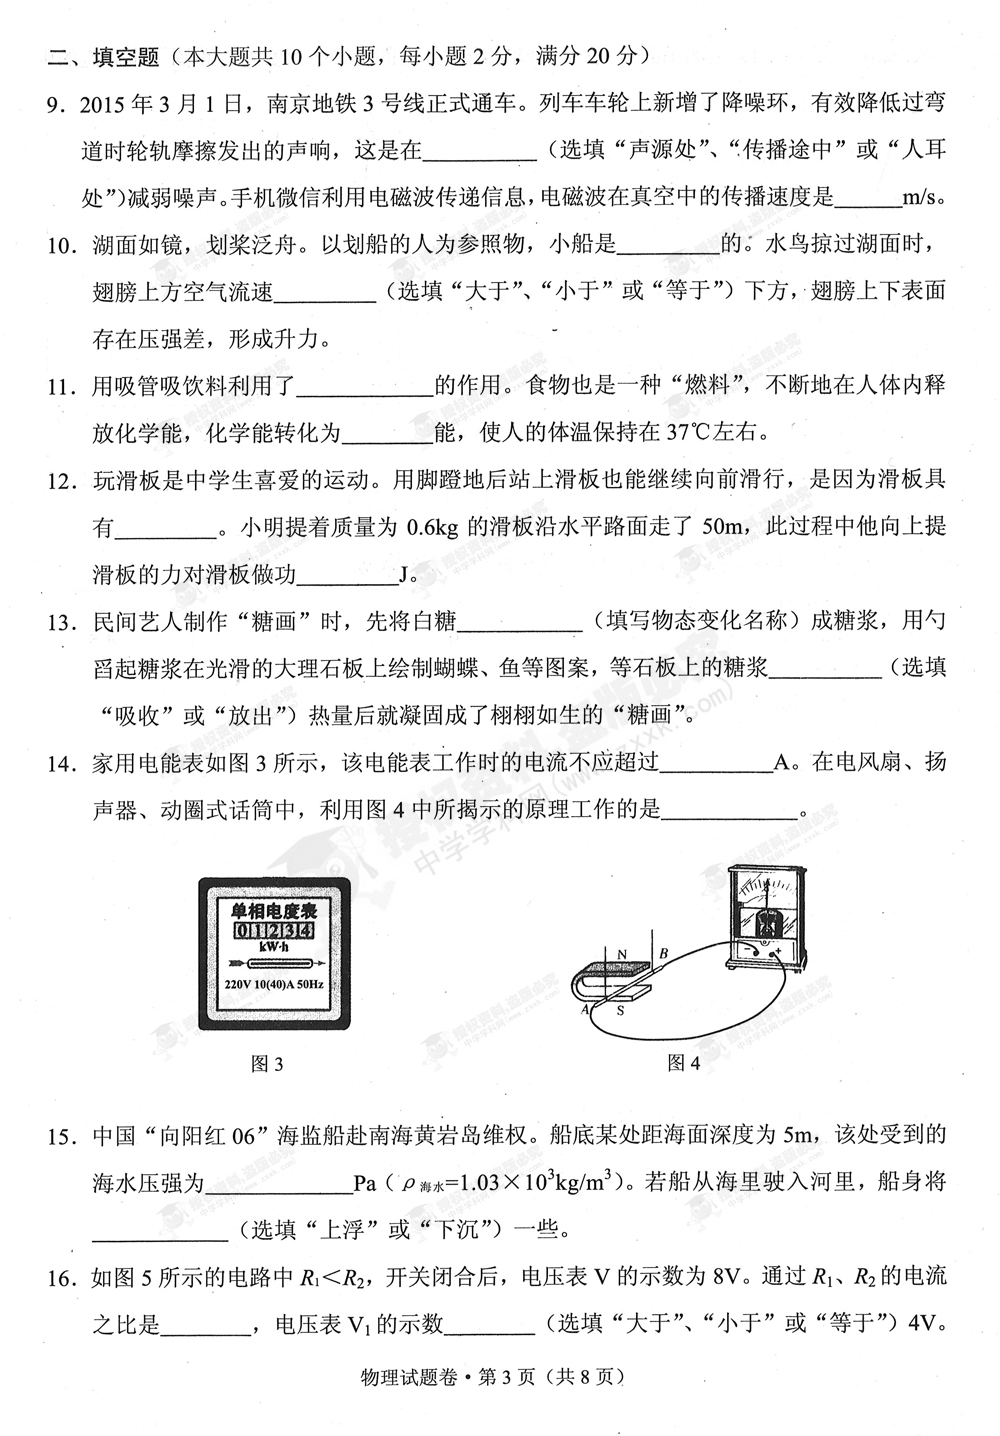 二、填空题（本大题共 10 个小题，每小题 2 分，满分 20 分）
9．2015 年 3 月 1 日，南京地铁 3 号线正式通车。列车车轮上新增了降噪环，有效降低过弯
道时轮轨摩擦发出的声响，这是在__________（选填“声源处”、“传播途中”或“人耳
处”)减弱噪声。手机微信利用电磁波传递信息，电磁波在真空中的传播速度是______m/s。
10．湖面如镜，划桨泛舟。以划船的人为参照物，小船是_________的。水鸟掠过湖面时，
翅膀上方空气流速_________（选填“大于”、“小于”或“等于”）下方，翅膀上下表面
存在压强差，形成升力。
11．用吸管吸饮料利用了____________的作用。食物也是一种“燃料”，不断地在人体内释
放化学能，化学能转化为________能，使人的体温保持在 37℃左右。
12．玩滑板是中学生喜爱的运动。用脚蹬地后站上滑板也能继续向前滑行，是因为滑板具
有_________。小明提着质量为 0.6kg 的滑板沿水平路面走了 50m，此过程中他向上提
滑板的力对滑板做功_________J。
13．民间艺人制作“糖画”时，先将白糖___________（填写物态变化名称）成糖浆，用勺
舀起糖浆在光滑的大理石板上绘制蝴蝶、鱼等图案，等石板上的糖浆__________（选填
“吸收”或“放出”）热量后就凝固成了栩栩如生的“糖画”。
14．家用电能表如图 3 所示，该电能表工作时的电流不应超过__________A。在电风扇、扬
声器、动圈式话筒中，利用图 4 中所揭示的原理工作的是____________。
单相电度表
01234
kW·h
220V 10(40)A 50Hz
N
B
A
S
-
+
图 3
图 4
15．中国“向阳红 06”海监船赴南海黄岩岛维权。船底某处距海面深度为 5m，该处受到的
海水压强为_____________Pa（ρ海水=1.03×10³kg/m³）。若船从海里驶入河里，船身将
____________（选填“上浮”或“下沉”）一些。
16．如图 5 所示的电路中 R₁＜R₂，开关闭合后，电压表 V 的示数为 8V。通过 R₁、R₂的电流
之比是________，电压表 V₁的示数________（选填“大于”、“小于”或“等于”）4V。
物理试题卷·第 3 页（共 8 页）